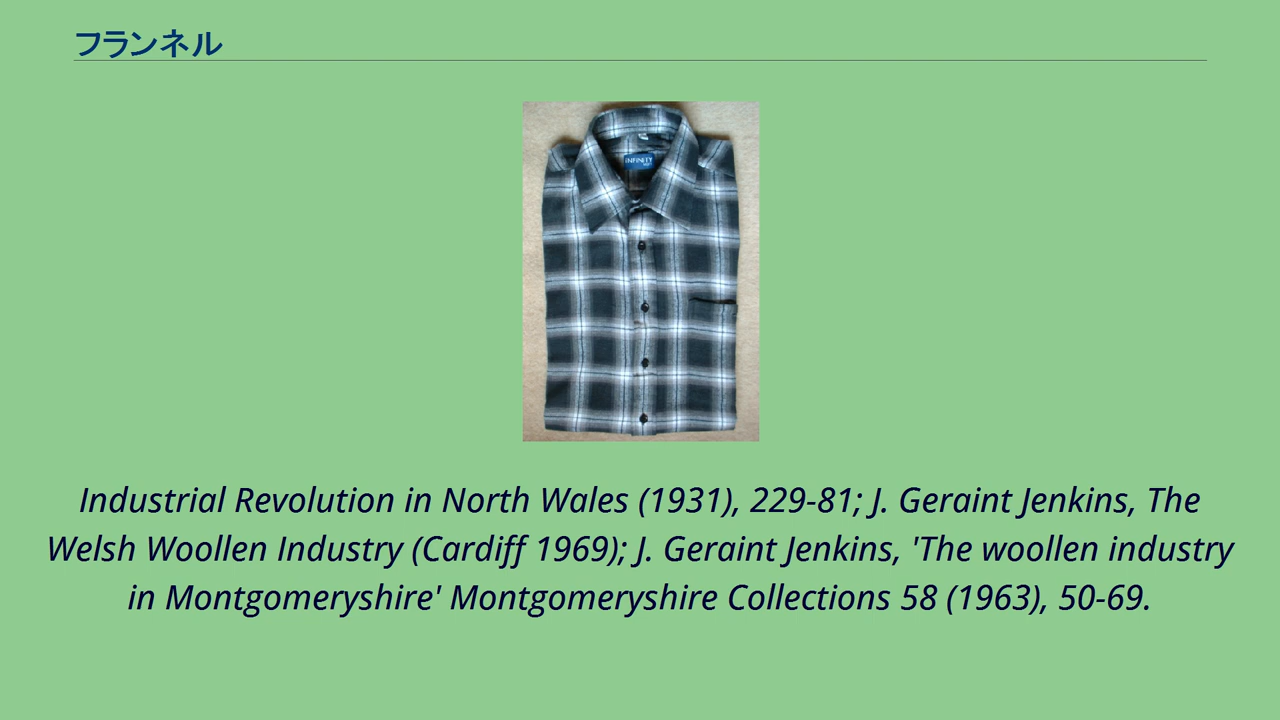 フランネル
INFINITY
Industrial Revolution in North Wales (1931), 229-81; J. Geraint Jenkins, The
Welsh Woollen Industry (Cardiff 1969); J. Geraint Jenkins, 'The woollen industry
in Montgomeryshire' Montgomeryshire Collections 58 (1963), 50-69.